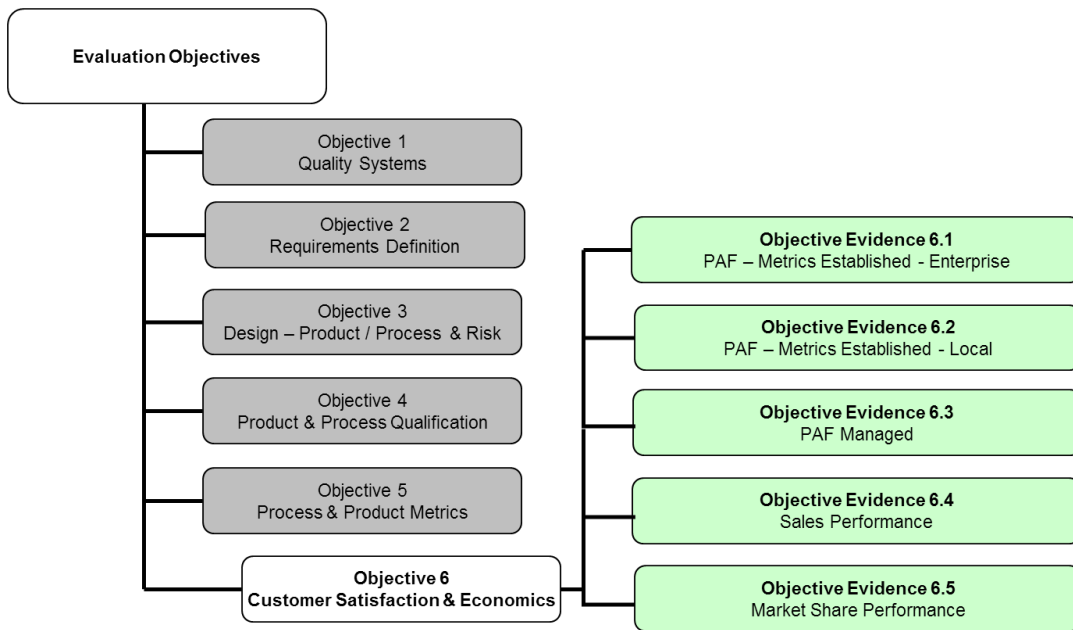 Evaluation Objectives
Objective 1
Quality Systems
Objective 2
Requirements Definition
Objective 3
Design – Product / Process & Risk
Objective 4
Product & Process Qualification
Objective 5
Process & Product Metrics
Objective 6
Customer Satisfaction & Economics
Objective Evidence 6.1
PAF – Metrics Established - Enterprise
Objective Evidence 6.2
PAF – Metrics Established - Local
Objective Evidence 6.3
PAF Managed
Objective Evidence 6.4
Sales Performance
Objective Evidence 6.5
Market Share Performance